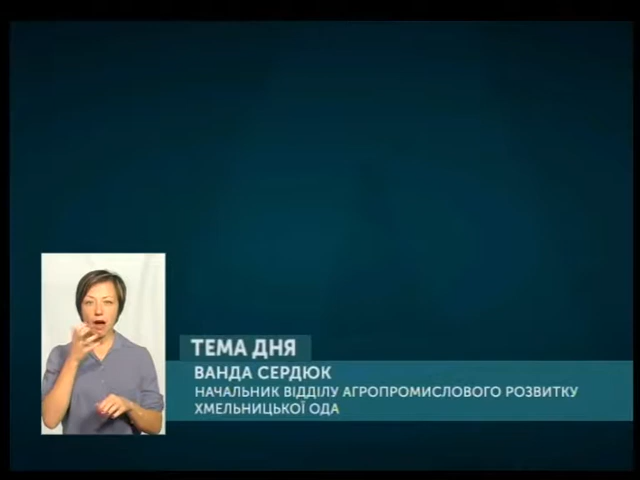 ТЕМА ДНЯ
ВАНДА СЕРДЮК
НАЧАЛЬНИК ВІДДІЛУ АГРОПРОМИСЛОВОГО РОЗВИТКУ
ХМЕЛЬНИЦЬКОЇ ОДА